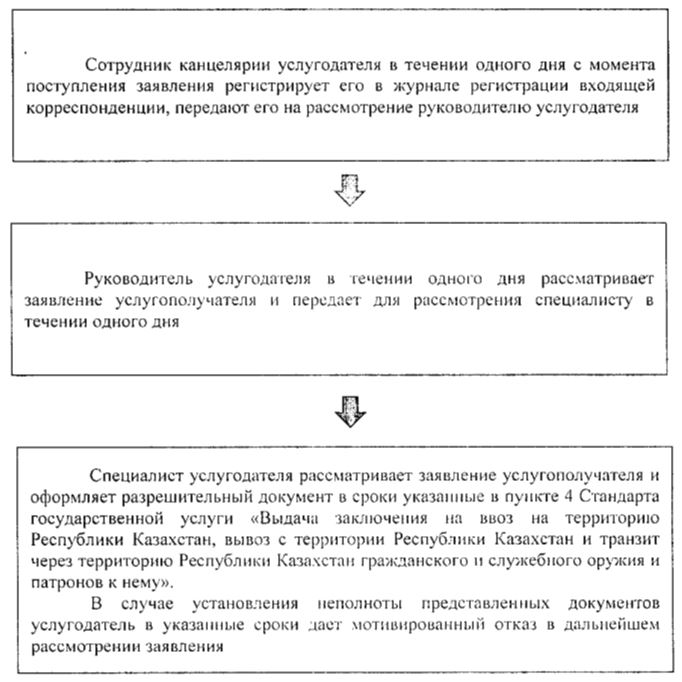 Сотрудник канцелярии услугодателя в течении одного дня с момента
поступления заявления регистрирует его в журнале регистрации входящей
корреспонденции, передают его на рассмотрение руководителю услугодателя
Руководитель услугодателя в течении одного дня рассматривает
заявление услугополучателя и передает для рассмотрения специалисту в
течении одного дня
Специалист услугодателя рассматривает заявление услугополучателя и
оформляет разрешительный документ в сроки указанные в пункте 4 Стандарта
государственной услуги «Выдача заключения на ввоз на территорию
Республики Казахстан, вывоз с территории Республики Казахстан и транзит
через территорию Республики Казахстан гражданского и служебного оружия и
патронов к нему».
В случае установления неполноты представленных документов
услугодатель в указанные сроки дает мотивированный отказ в дальнейшем
рассмотрении заявления